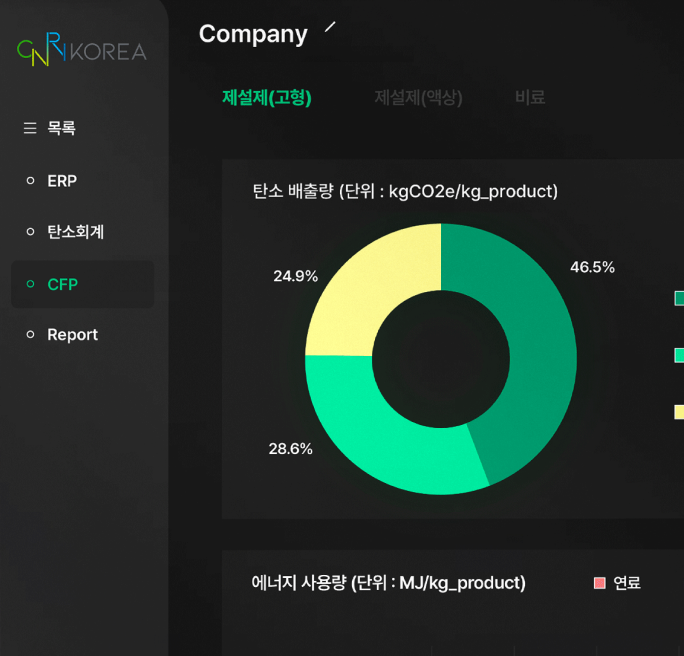 CNRI KOREA
목록
ERP
탄소회계
CFP
Report
Company
제설제(고형) 제설제(액상) 비료
탄소 배출량 (단위 : kgCO2e/kg_product)
24.9%
46.5%
28.6%
에너지 사용량 (단위 : MJ/kg_product)
연료